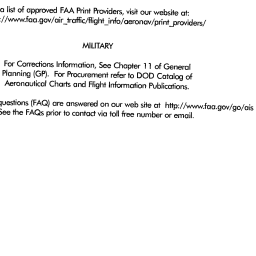 a list of approved FAA Print Providers, visit our website at:
://www.faa.gov/air_traffic/flight_info/aeronav/print_providers/
MILITARY
For Corrections Information, See Chapter 11 of General
Planning (GP). For Procurement refer to DOD Catalog of
Aeronautical Charts and Flight Information Publications.
questions (FAQ) are answered on our web site at http://www.faa.gov/go/ais
See the FAQs prior to contact via toll free number or email.